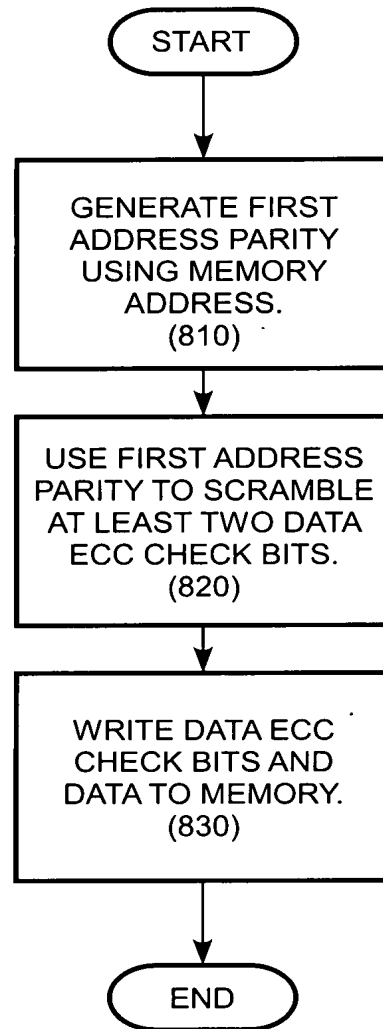 START
GENERATE FIRST
ADDRESS PARITY
USING MEMORY
ADDRESS.
(810)
USE FIRST ADDRESS
PARITY TO SCRAMBLE
AT LEAST TWO DATA
ECC CHECK BITS.
(820)
WRITE DATA ECC
CHECK BITS AND
DATA TO MEMORY.
(830)
END